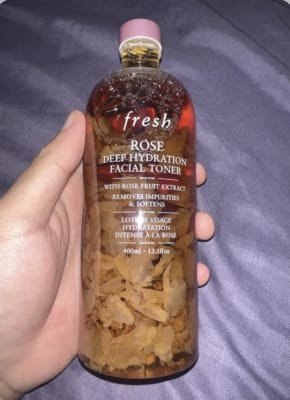 fresh
ROSE
DEEP HYDRATION
FACIAL TONER
WITH ROSE FRUIT EXTRACT
REMOVES IMPURITIES
& SOFTENS
LOTION VISAGE
HYDRATATION
INTENSE À LA ROSE
400ml – 13.5fl oz